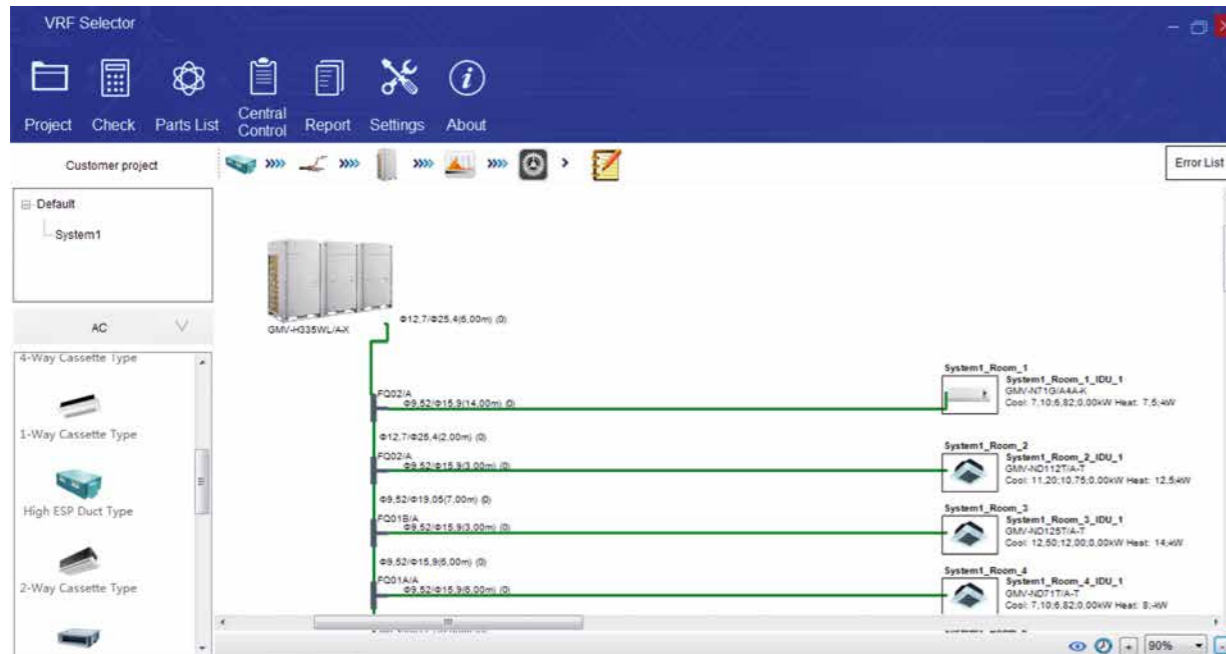 VRF Selector
Project
Check
Parts List
Central
Control
Report
Settings
About
Customer project
Error List
Default
System1
AC
4-Way Cassette Type
1-Way Cassette Type
High ESP Duct Type
2-Way Cassette Type
GMV-H335WL/A-X
Φ12,7/Φ25,4(6,00m) (0)
FQ02/A
Φ9,52/Φ15,9(14,00m) (0)
System1_Room_1
System1_Room_1_IDU_1
GMV-N71G/A4A-K
Cool: 7,10;6,82;0,00kW Heat: 7,5;-kW
Φ12,7/Φ25,4(2,00m) (0)
FQ02/A
Φ9,52/Φ15,9(3,00m) (0)
System1_Room_2
System1_Room_2_IDU_1
GMV-ND112T/A-T
Cool: 11,20;10,75;0,00kW Heat: 12,5;-kW
Φ9,52/Φ19,05(7,00m) (0)
FQ01B/A
Φ9,52/Φ15,9(3,00m) (0)
System1_Room_3
System1_Room_3_IDU_1
GMV-ND125T/A-T
Cool: 12,50;12,00;0,00kW Heat: 14;-kW
Φ9,52/Φ15,9(5,00m) (0)
FQ01A/A
Φ9,52/Φ15,9(6,00m) (0)
System1_Room_4
System1_Room_4_IDU_1
GMV-ND71T/A-T
Cool: 7,10;6,82;0,00kW Heat: 8;-kW
90%